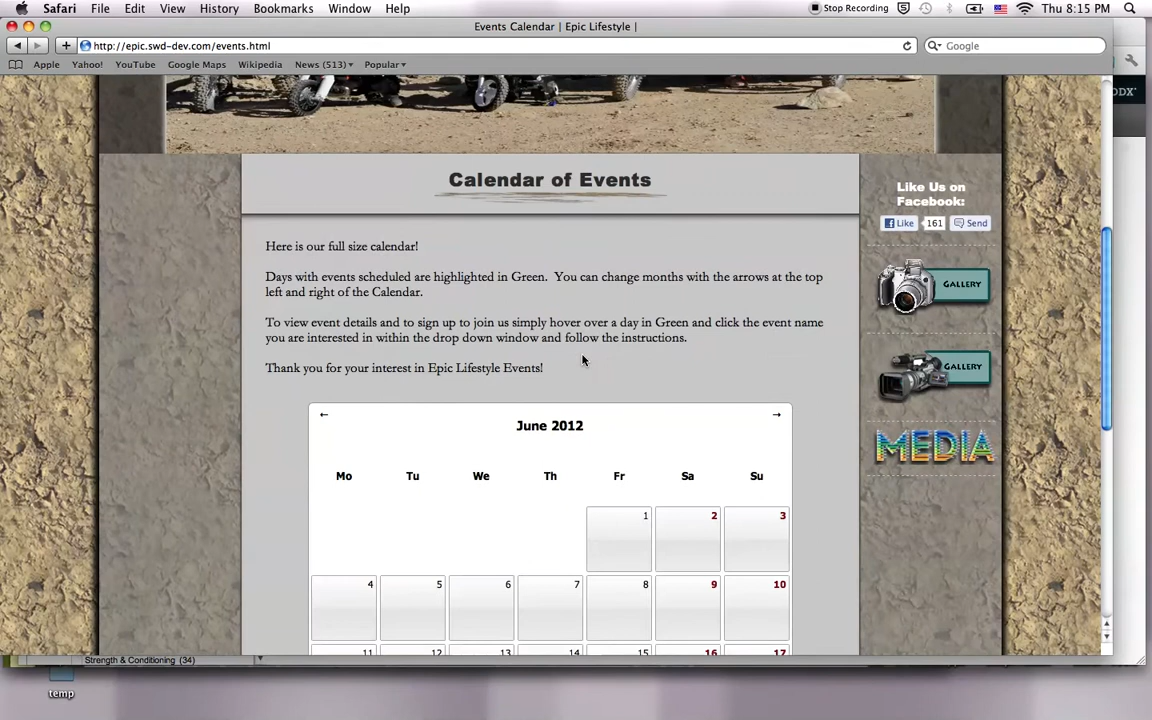 Safari File Edit View History Bookmarks Window Help Stop Recording Thu 8:15 PM
Events Calendar | Epic Lifestyle |
http://epic.swd-dev.com/events.html Google
Apple Yahoo! YouTube Google Maps Wikipedia News (513) Popular
Calendar of Events
Like Us on
Facebook:
Like 161 Send
Here is our full size calendar!
Days with events scheduled are highlighted in Green. You can change months with the arrows at the top
left and right of the Calendar.
GALLERY
To view event details and to sign up to join us simply hover over a day in Green and click the event name
you are interested in within the drop down window and follow the instructions.
Thank you for your interest in Epic Lifestyle Events!
GALLERY
← →
June 2012
MEDIA
Mo Tu We Th Fr Sa Su
1 2 3
4 5 6 7 8 9 10
11 12 13 14 15 16 17
Strength & Conditioning (34)
temp